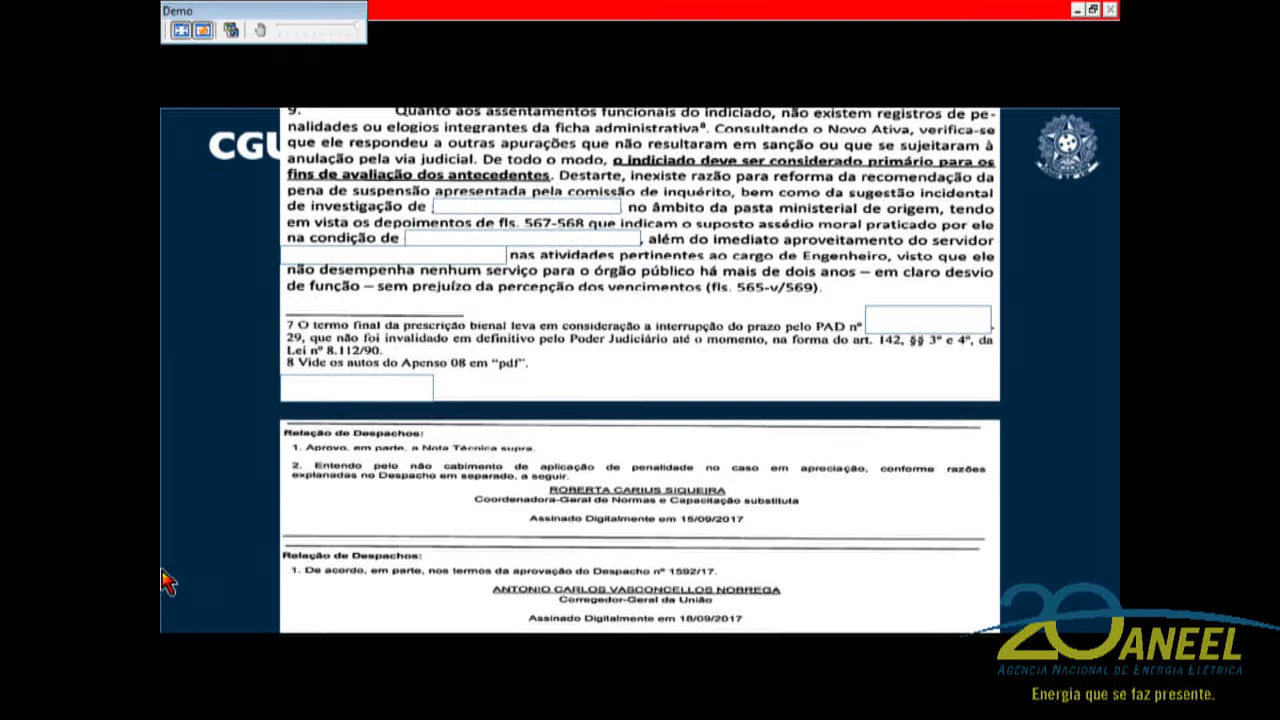 Demo
CGU
9. Quanto aos assentamentos funcionais do indiciado, não existem registros de pe-
nalidades ou elogios integrantes da ficha administrativa⁸. Consultando o Novo Ativa, verifica-se
que ele respondeu a outras apurações que não resultaram em sanção ou que se sujeitaram à
anulação pela via judicial. De todo o modo, o indiciado deve ser considerado primário para os
fins de avaliação dos antecedentes. Destarte, inexiste razão para reforma da recomendação da
pena de suspensão apresentada pela comissão de inquérito, bem como da sugestão incidental
de investigação de no âmbito da pasta ministerial de origem, tendo
em vista os depoimentos de fls. 567-568 que indicam o suposto assédio moral praticado por ele
na condição de , além do imediato aproveitamento do servidor
nas atividades pertinentes ao cargo de Engenheiro, visto que ele
não desempenha nenhum serviço para o órgão público há mais de dois anos – em claro desvio
de função – sem prejuízo da percepção dos vencimentos (fls. 565-v/569).
7 O termo final da prescrição bienal leva em consideração a interrupção do prazo pelo PAD nº .
29, que não foi invalidado em definitivo pelo Poder Judiciário até o momento, na forma do art. 142, §§ 3º e 4º, da
Lei nº 8.112/90.
8 Vide os autos do Apenso 08 em “pdf”.
Relação de Despachos:
1. Aprovo, em parte, a Nota Técnica supra.
2. Entendo pelo não cabimento de aplicação de penalidade no caso em apreciação, conforme razões
explanadas no Despacho em separado, a seguir.
ROBERTA CARIUS SIQUEIRA
Coordenadora-Geral de Normas e Capacitação substituta
Assinado Digitalmente em 15/09/2017
Relação de Despachos:
1. De acordo, em parte, nos termos da aprovação do Despacho nº 1592/17.
ANTONIO CARLOS VASCONCELLOS NOBREGA
Corregedor-Geral da União
Assinado Digitalmente em 18/09/2017
20 ANEEL
AGÊNCIA NACIONAL DE ENERGIA ELÉTRICA
Energia que se faz presente.